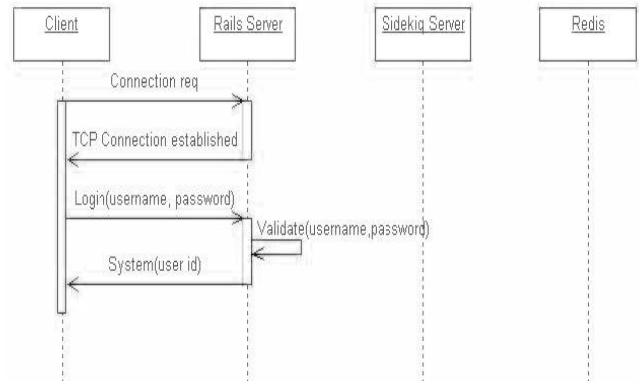 Client
Rails Server
Sidekiq Server
Redis
Connection req
TCP Connection established
Login(username, password)
Validate(username,password)
System(user id)